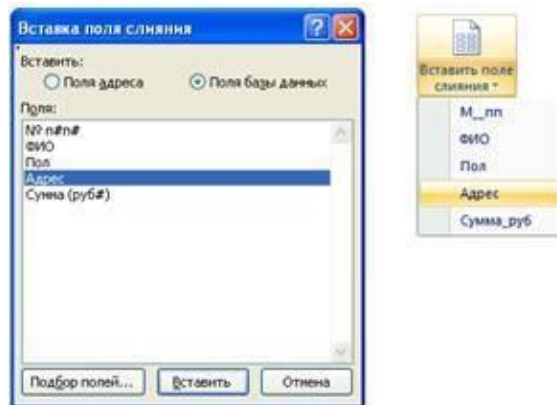 Вставка поля слияния
Вставить:
Поля адреса
Поля базы данных
Поля:
№ п#п#
ФИО
Пол
Адрес
Сумма (руб#)
Подбор полей...
Вставить
Отмена
Вставить поле
слияния
М__пп
ФИО
Пол
Адрес
Сумма_руб